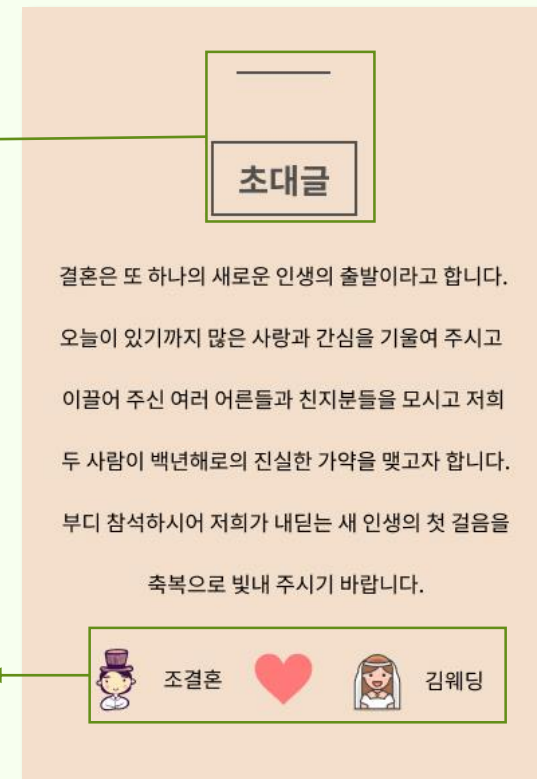 초대글
결혼은 또 하나의 새로운 인생의 출발이라고 합니다.
오늘이 있기까지 많은 사랑과 간심을 기울여 주시고
이끌어 주신 여러 어른들과 친지분들을 모시고 저희
두 사람이 백년해로의 진실한 가약을 맺고자 합니다.
부디 참석하시어 저희가 내딛는 새 인생의 첫 걸음을
축복으로 빛내 주시기 바랍니다.
조결혼 김웨딩